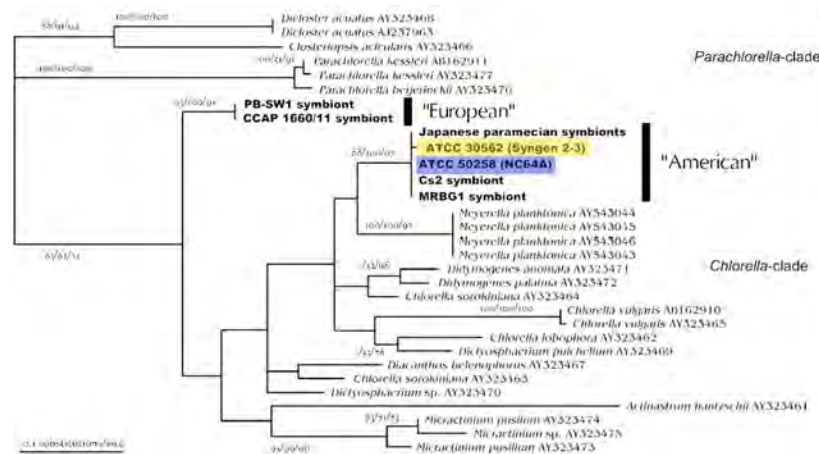 Dicloster acuatus AY323468
Dicloster acuatus AJ237963
Closteriopsis acicularis AY323466
Parachlorella kessleri AB162911
Parachlorella kessleri AY323477
Parachlorella beijerinckii AY323476
Parachlorella-clade
PB-SW1 symbiont
CCAP 1660/11 symbiont
"European"
Japanese paramecian symbionts
ATCC 30562 (Syngen 2-3)
ATCC 50258 (NC64A)
Cs2 symbiont
MRBG1 symbiont
"American"
Meyerella planktonica AY543044
Meyerella planktonica AY543045
Meyerella planktonica AY543046
Meyerella planktonica AY543043
Didymogenes anomala AY323471
Didymogenes palatina AY323472
Chlorella sorokiniana AY323464
Chlorella-clade
Chlorella vulgaris AB162910
Chlorella vulgaris AY323465
Chlorella lobophora AY323462
Dictyosphaerium pulchellum AY323469
Diacanthos belenophorus AY323467
Chlorella sorokiniana AY323463
Dictyosphaerium sp. AY323470
Actinastrum hantzschii AY323461
Micractinium pusillum AY323474
Micractinium sp. AY323475
Micractinium pusillum AY323473
100/100/100